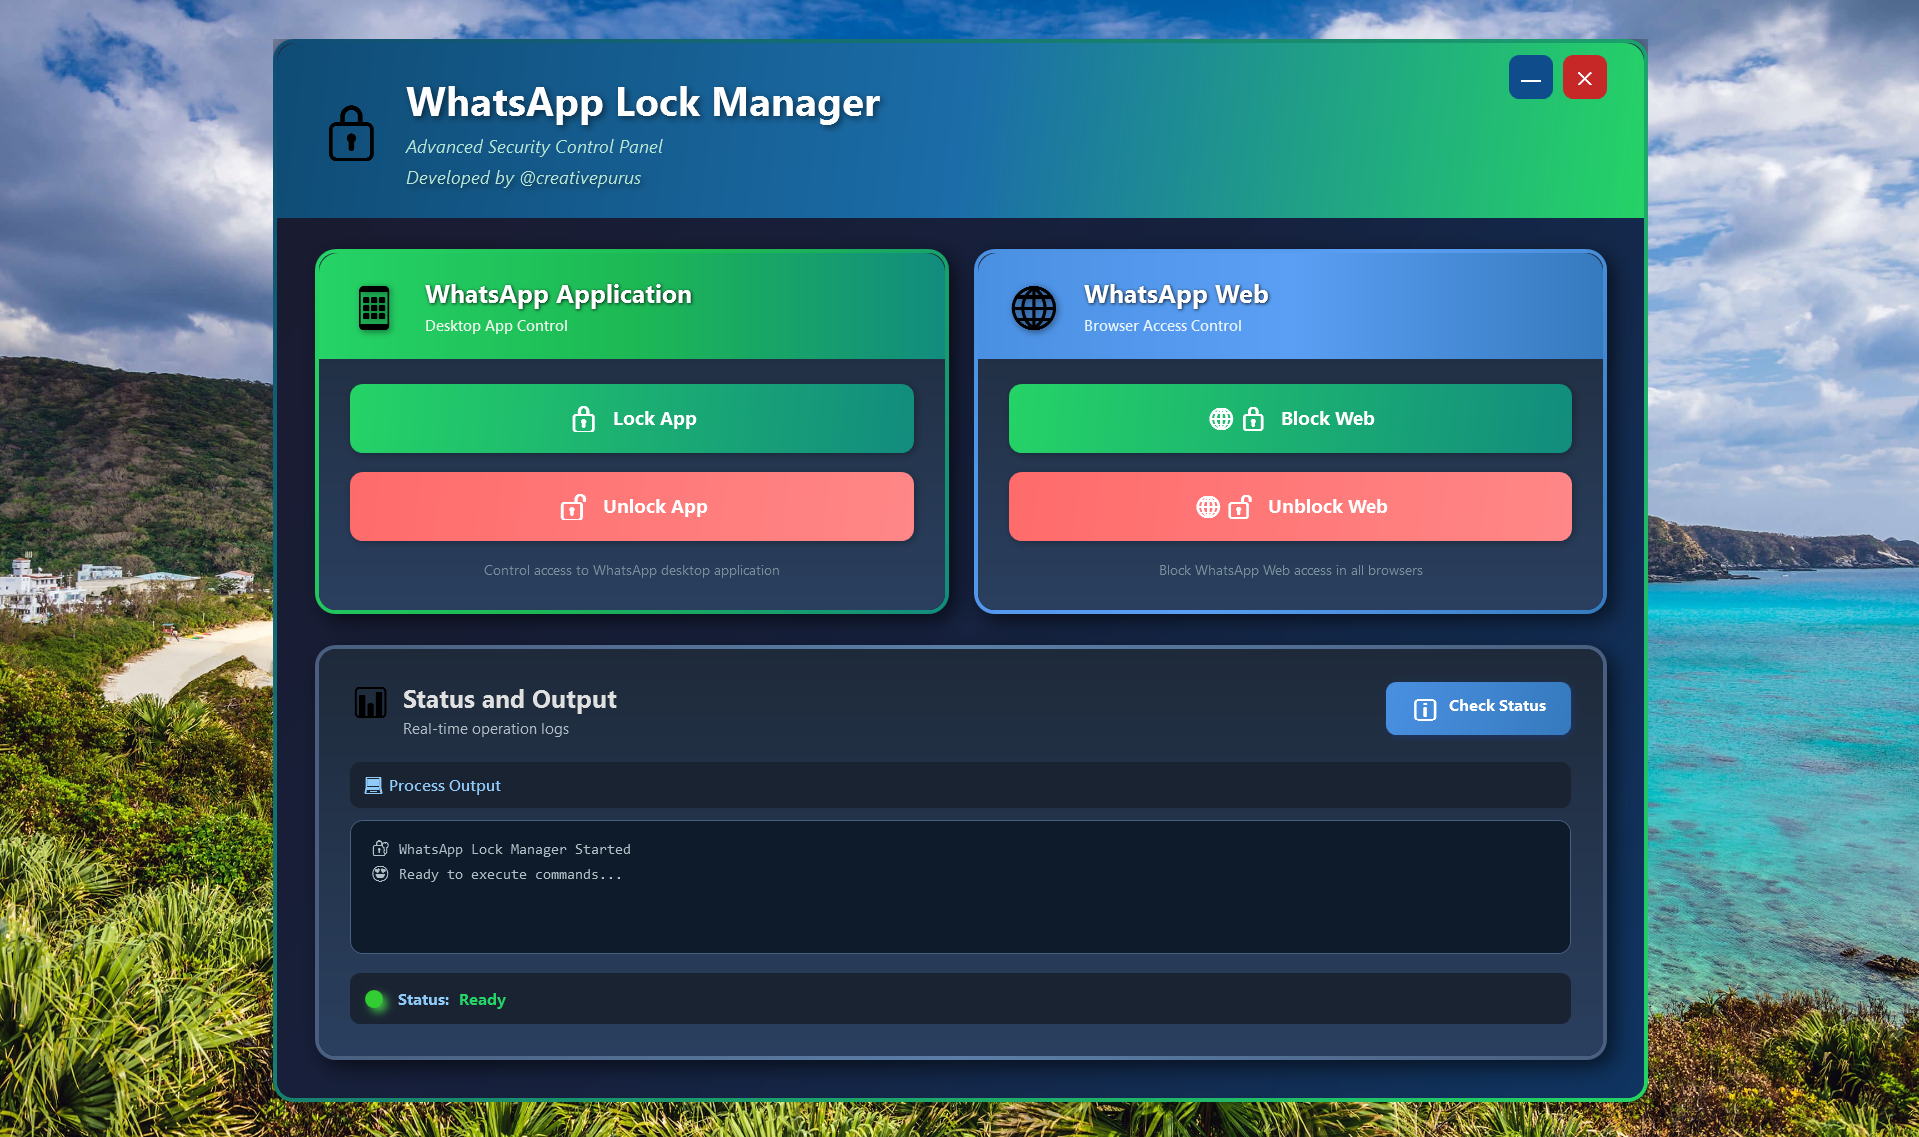 WhatsApp Lock Manager
Advanced Security Control Panel
Developed by @creativepurus
WhatsApp Application
Desktop App Control
Lock App
Unlock App
Control access to WhatsApp desktop application
WhatsApp Web
Browser Access Control
Block Web
Unblock Web
Block WhatsApp Web access in all browsers
Status and Output
Real-time operation logs
Check Status
Process Output
WhatsApp Lock Manager Started
Ready to execute commands...
Status: Ready